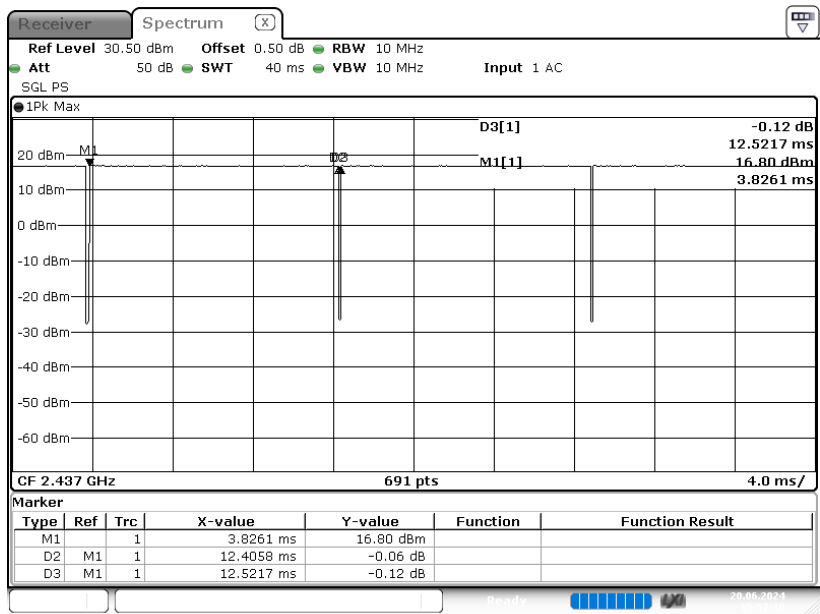 Receiver Spectrum X
Ref Level 30.50 dBm Offset 0.50 dB RBW 10 MHz
Att 50 dB SWT 40 ms VBW 10 MHz Input 1 AC
SGL PS
1Pk Max
D3[1] -0.12 dB
12.5217 ms
20 dBm M1 M1[1] 16.80 dBm
3.8261 ms
10 dBm
0 dBm
-10 dBm
-20 dBm
-30 dBm
-40 dBm
-50 dBm
-60 dBm
CF 2.437 GHz 691 pts 4.0 ms/
Marker
Type Ref Trc X-value Y-value Function Function Result
M1 1 3.8261 ms 16.80 dBm
D2 M1 1 12.4058 ms -0.06 dB
D3 M1 1 12.5217 ms -0.12 dB
Ready 20.06.2024